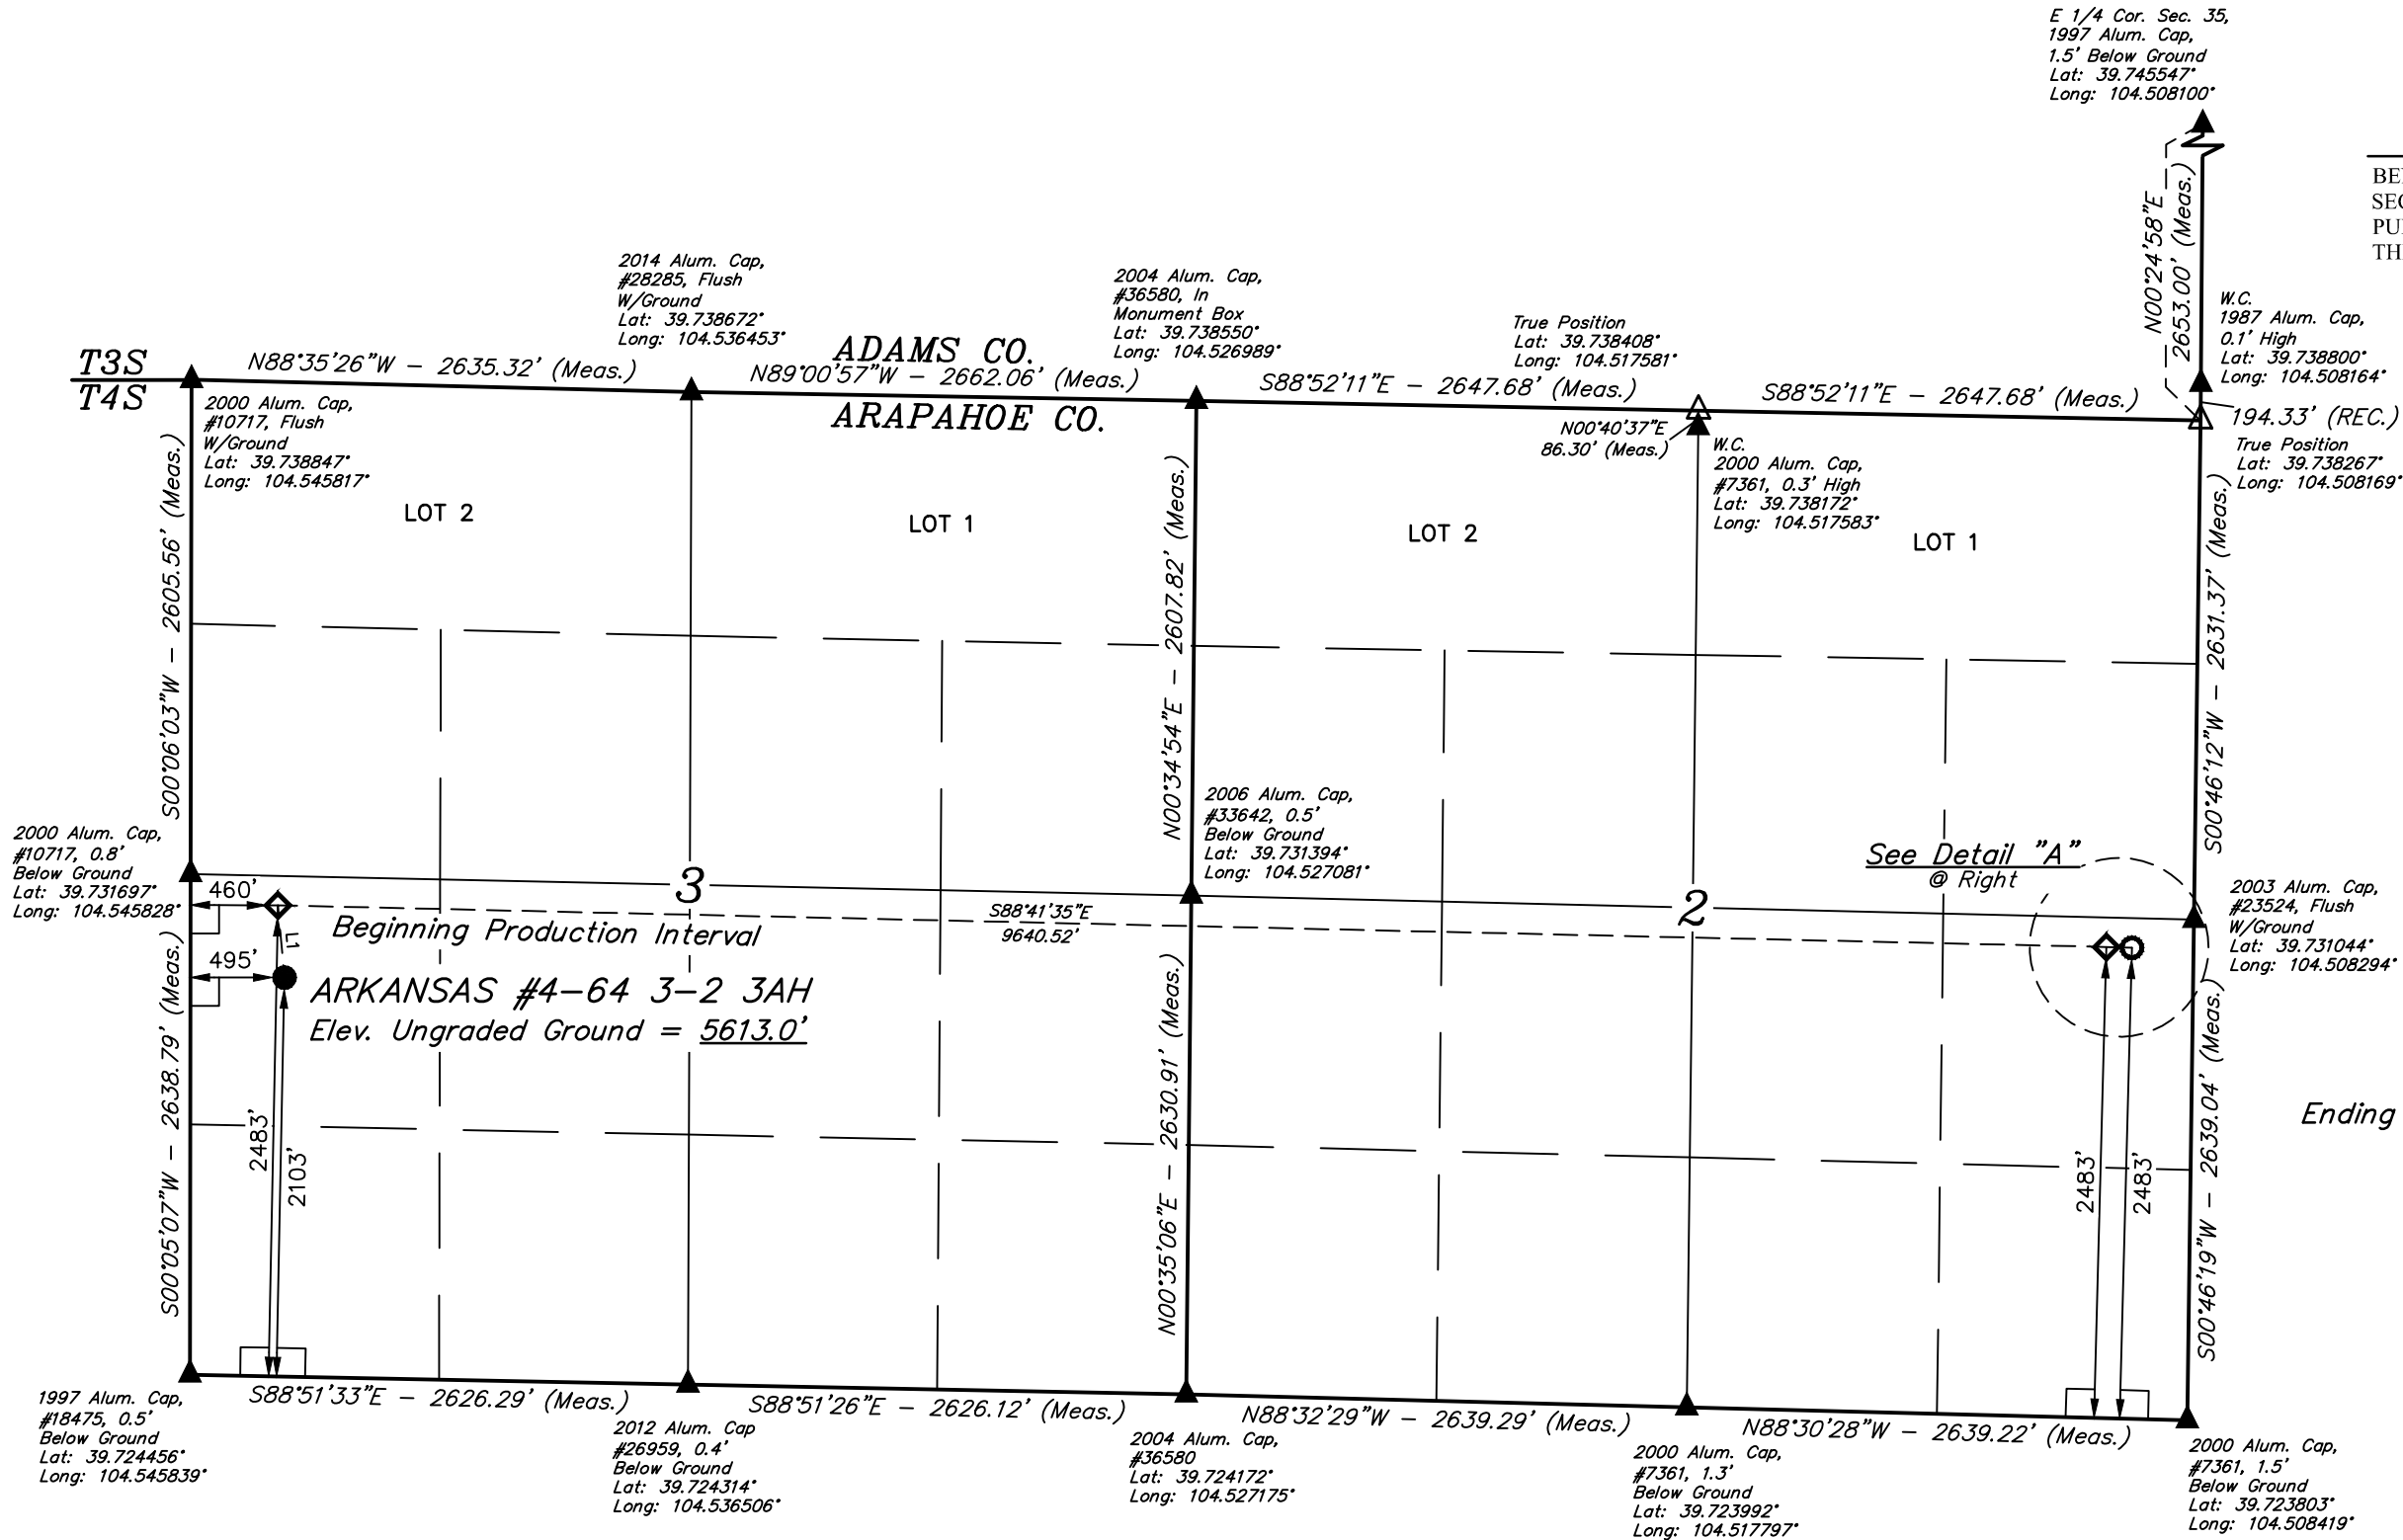 E 1/4 Cor. Sec. 35,
1997 Alum. Cap,
1.5' Below Ground
Lat: 39.745547°
Long: 104.508100°
N00°24'58"E
2653.00' (Meas.)
W.C.
1987 Alum. Cap,
0.1' High
Lat: 39.738800°
Long: 104.508164°
194.33' (REC.)
True Position
Lat: 39.738267°
Long: 104.508169°
2014 Alum. Cap,
#28285, Flush
W/Ground
Lat: 39.738672°
Long: 104.536453°
2004 Alum. Cap,
#36580, In
Monument Box
Lat: 39.738550°
Long: 104.526989°
True Position
Lat: 39.738408°
Long: 104.517581°
T3S
T4S
N88°35'26"W - 2635.32' (Meas.)
ADAMS CO.
N89°00'57"W - 2662.06' (Meas.)
ARAPAHOE CO.
S88°52'11"E - 2647.68' (Meas.)
S88°52'11"E - 2647.68' (Meas.)
2000 Alum. Cap,
#10717, Flush
W/Ground
Lat: 39.738847°
Long: 104.545817°
N00°40'37"E
86.30' (Meas.)
W.C.
2000 Alum. Cap,
#7361, 0.3' High
Lat: 39.738172°
Long: 104.517583°
LOT 2
LOT 1
LOT 2
LOT 1
S00°06'03"W - 2605.56' (Meas.)
N00°34'54"E - 2607.82' (Meas.)
S00°46'12"W - 2631.37' (Meas.)
2000 Alum. Cap,
#10717, 0.8'
Below Ground
Lat: 39.731697°
Long: 104.545828°
2006 Alum. Cap,
#33642, 0.5'
Below Ground
Lat: 39.731394°
Long: 104.527081°
See Detail "A"
@ Right
2003 Alum. Cap,
#23524, Flush
W/Ground
Lat: 39.731044°
Long: 104.508294°
3
2
460'
L1
Beginning Production Interval
S88°41'35"E
9640.52'
495'
ARKANSAS #4-64 3-2 3AH
Elev. Ungraded Ground = 5613.0'
S00°05'07"W - 2638.79' (Meas.)
2483'
2103'
N00°35'06"E - 2630.91' (Meas.)
2483'
2483'
S00°46'19"W - 2639.04' (Meas.)
Ending
S88°51'33"E - 2626.29' (Meas.)
S88°51'26"E - 2626.12' (Meas.)
N88°32'29"W - 2639.29' (Meas.)
N88°30'28"W - 2639.22' (Meas.)
1997 Alum. Cap,
#18475, 0.5'
Below Ground
Lat: 39.724456°
Long: 104.545839°
2012 Alum. Cap
#26959, 0.4'
Below Ground
Lat: 39.724314°
Long: 104.536506°
2004 Alum. Cap,
#36580
Lat: 39.724172°
Long: 104.527175°
2000 Alum. Cap,
#7361, 1.3'
Below Ground
Lat: 39.723992°
Long: 104.517797°
2000 Alum. Cap,
#7361, 1.5'
Below Ground
Lat: 39.723803°
Long: 104.508419°